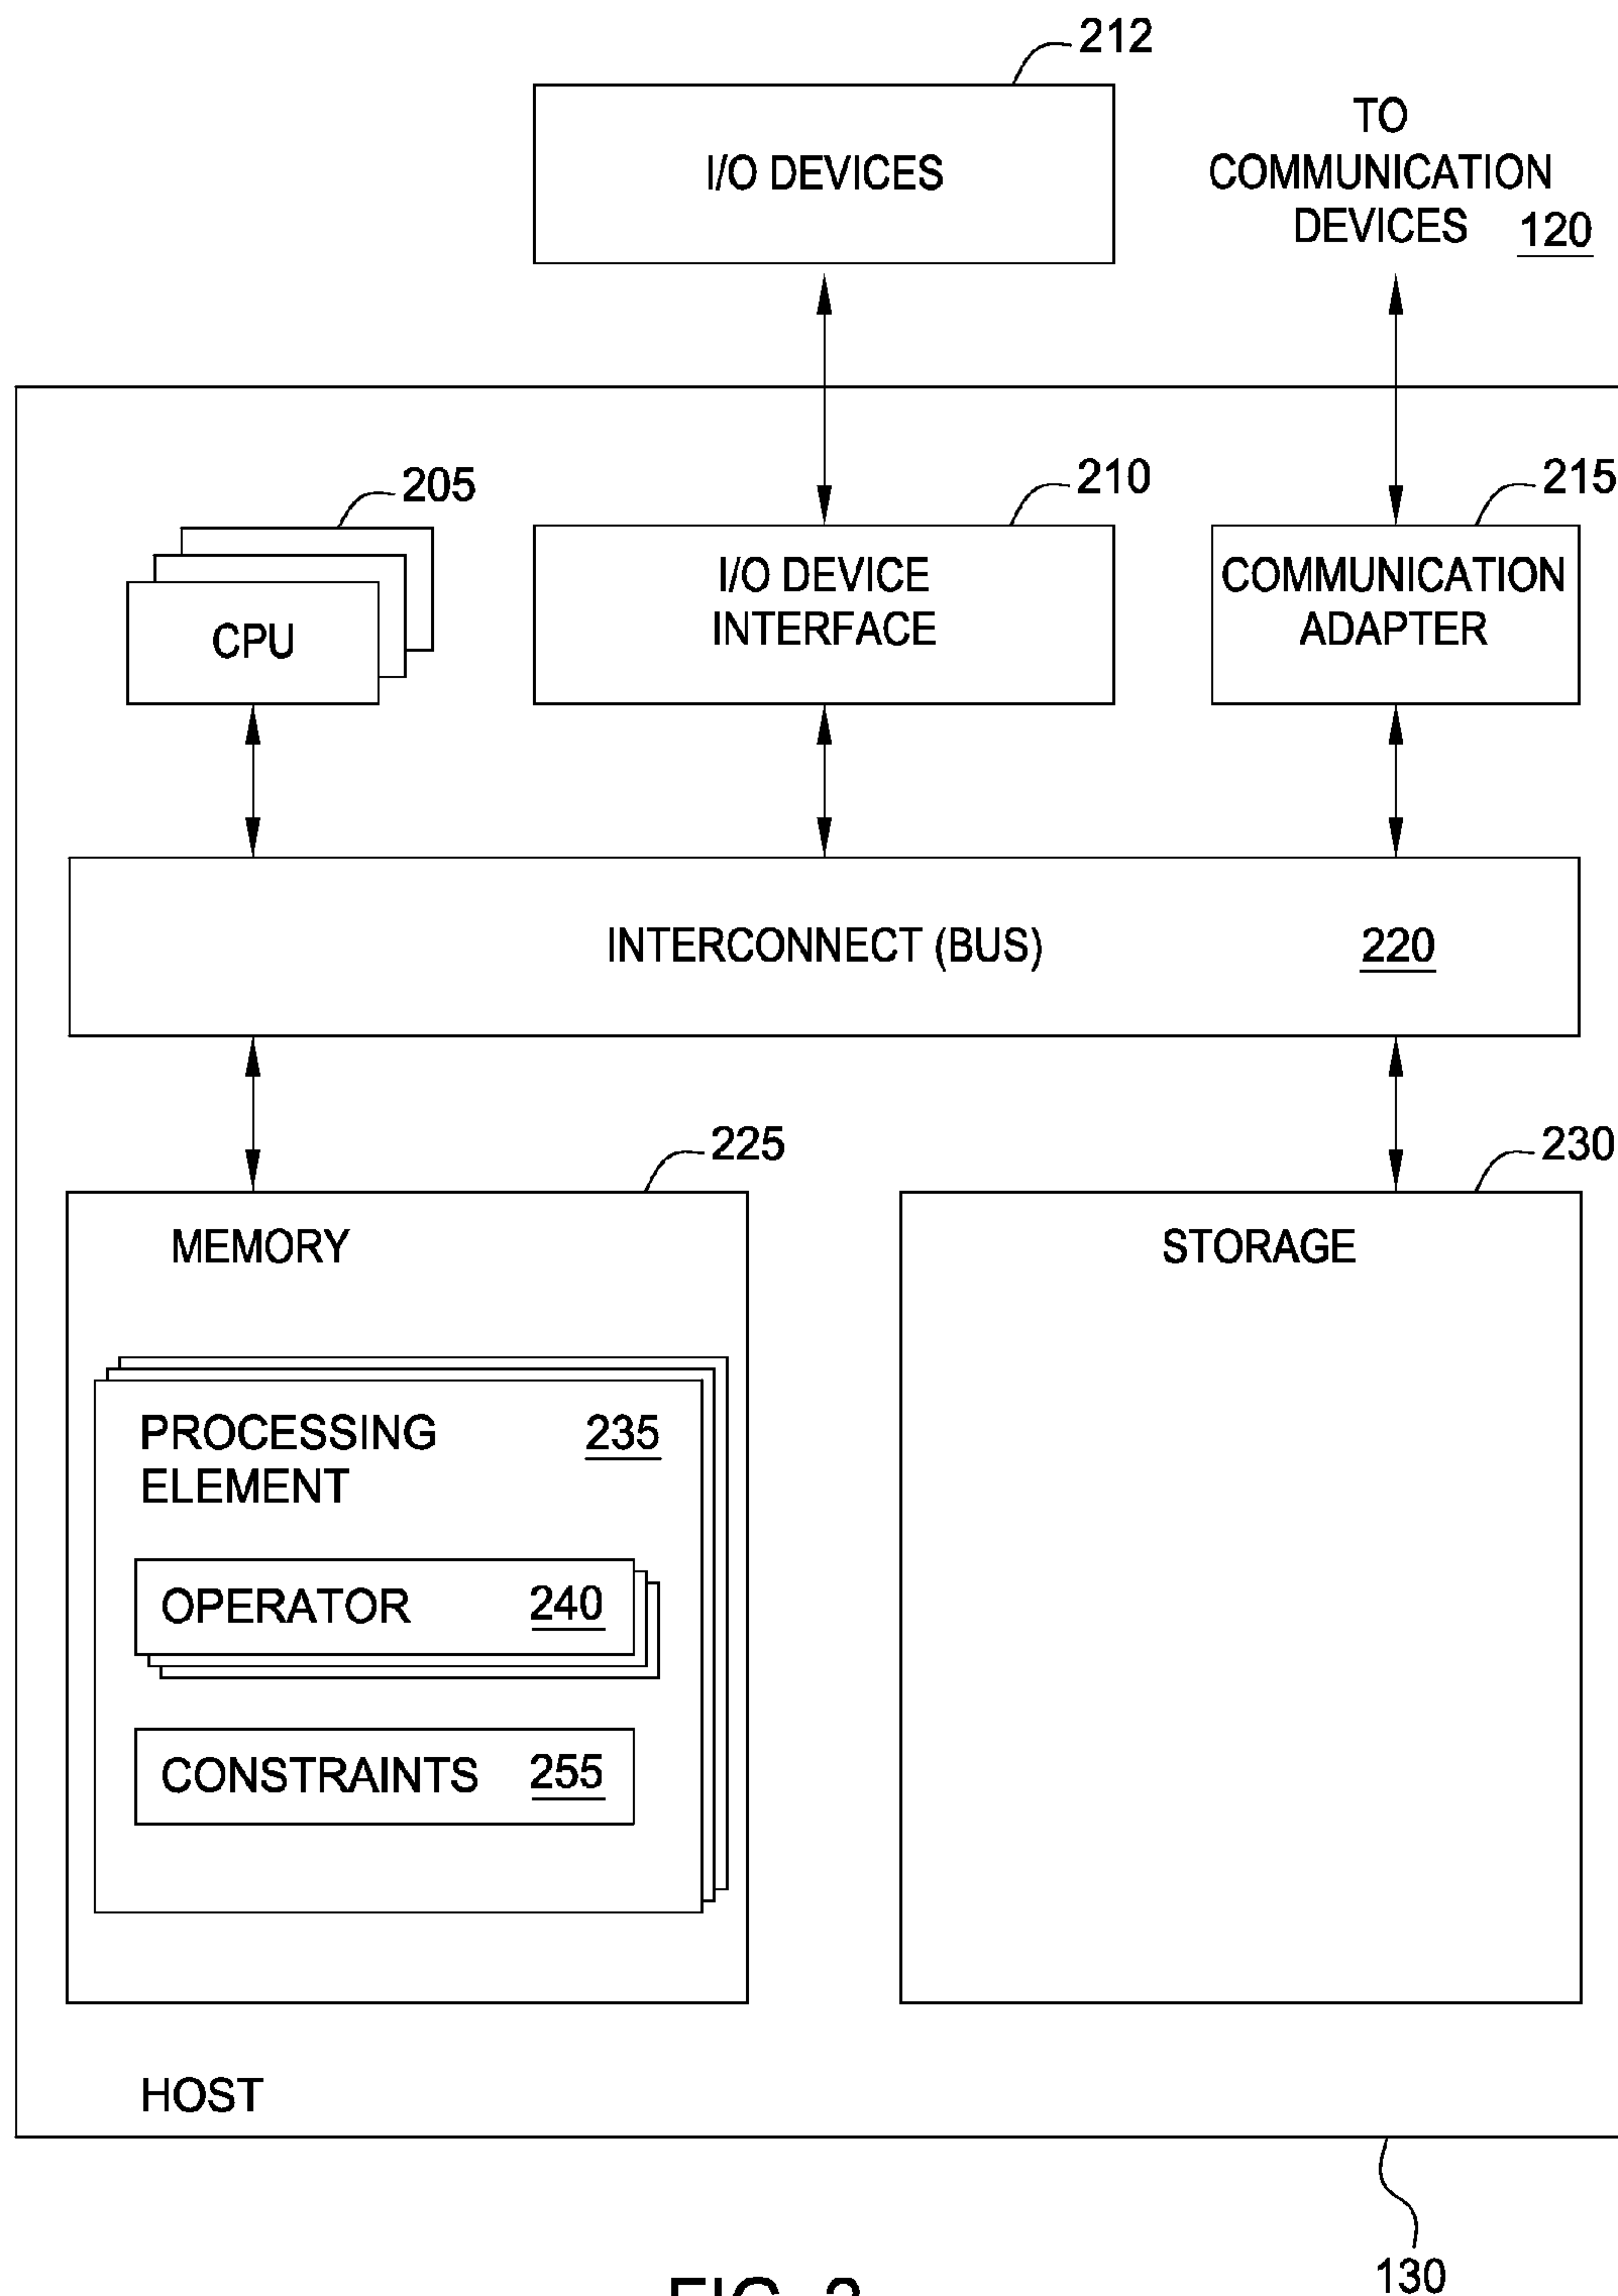 212
I/O DEVICES
TO
COMMUNICATION
DEVICES 120
205
210
215
CPU
I/O DEVICE
INTERFACE
COMMUNICATION
ADAPTER
INTERCONNECT (BUS) 220
225
230
MEMORY
STORAGE
PROCESSING 235
ELEMENT
OPERATOR 240
CONSTRAINTS 255
HOST
130